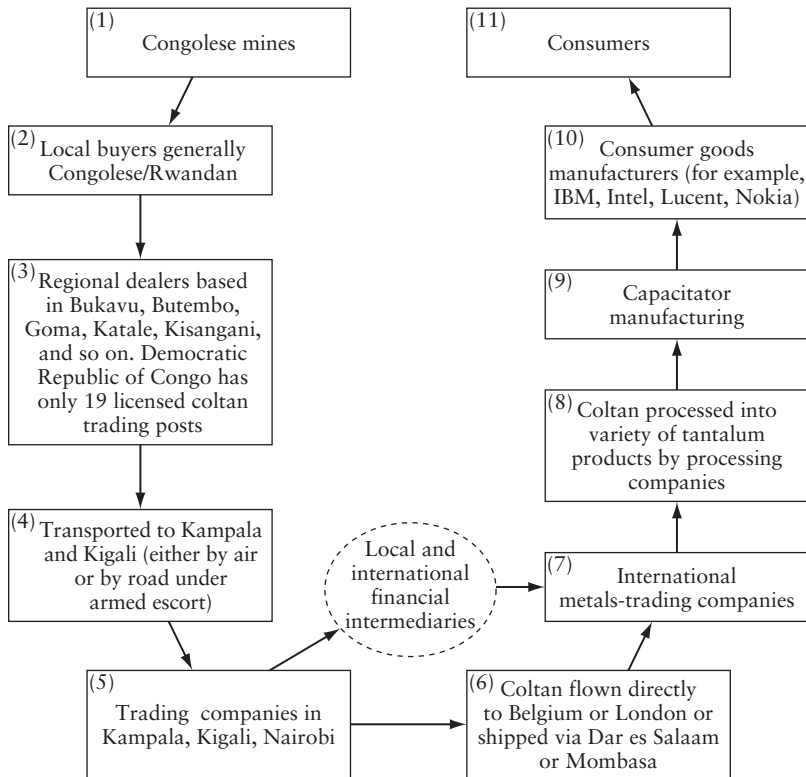 (1)
Congolese mines
(2)
Local buyers generally
Congolese/Rwandan
(3)
Regional dealers based
in Bukavu, Butembo,
Goma, Katale, Kisangani,
and so on. Democratic
Republic of Congo has
only 19 licensed coltan
trading posts
(4)
Transported to Kampala
and Kigali (either by air
or by road under
armed escort)
(5)
Trading companies in
Kampala, Kigali, Nairobi
Local and
international
financial
intermediaries
(6)
Coltan flown directly
to Belgium or London or
shipped via Dar es Salaam
or Mombasa
(7)
International
metals-trading companies
(8)
Coltan processed into
variety of tantalum
products by processing
companies
(9)
Capacitator
manufacturing
(10)
Consumer goods
manufacturers (for example,
IBM, Intel, Lucent, Nokia)
(11)
Consumers